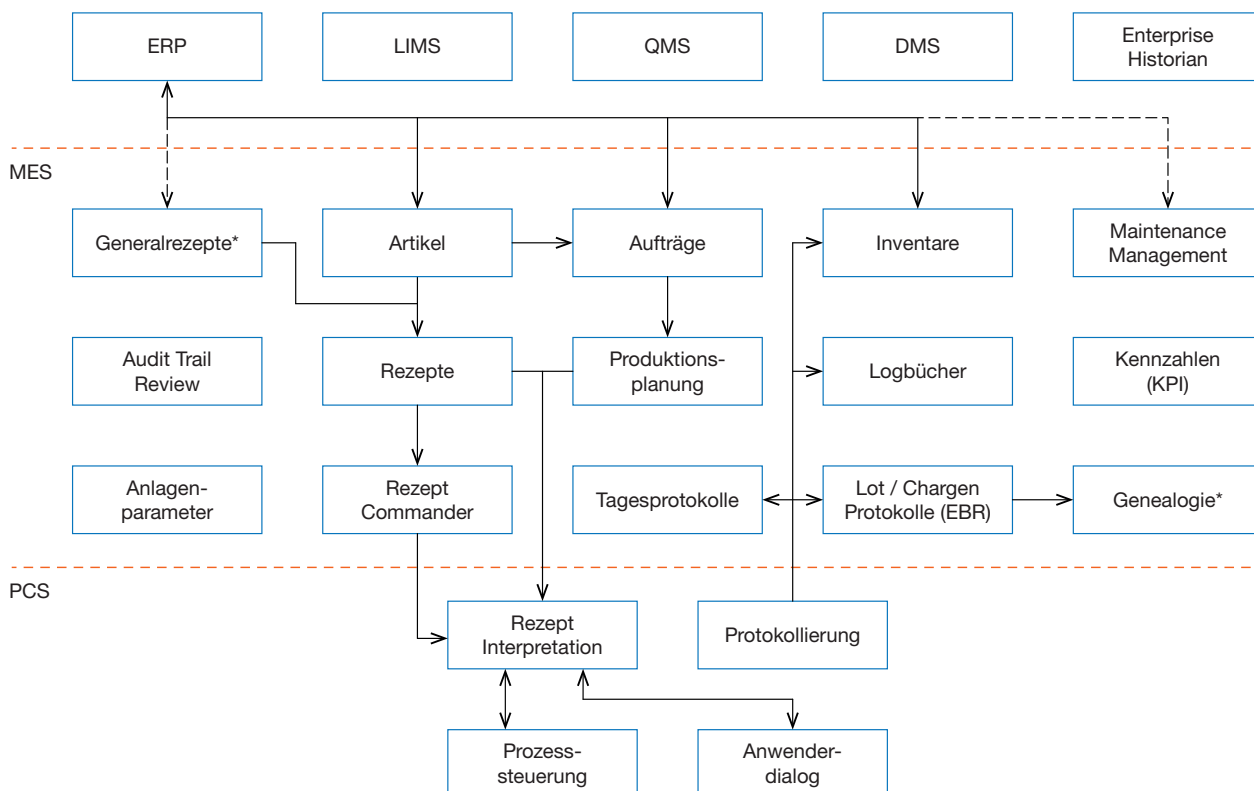 ERP
LIMS
QMS
DMS
Enterprise
Historian
MES
Generalrezepte*
Artikel
Aufträge
Inventare
Maintenance
Management
Audit Trail
Review
Rezepte
Produktions-
planung
Logbücher
Kennzahlen
(KPI)
Anlagen-
parameter
Rezept
Commander
Tagesprotokolle
Lot / Chargen
Protokolle (EBR)
Genealogie*
PCS
Rezept
Interpretation
Protokollierung
Prozess-
steuerung
Anwender-
dialog